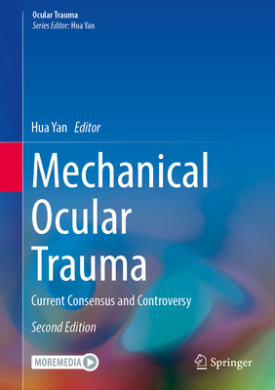 Ocular Trauma
Series Editor: Hua Yan
Hua Yan Editor
Mechanical
Ocular
Trauma
Current Consensus and Controversy
Second Edition
MOREMEDIA
Springer